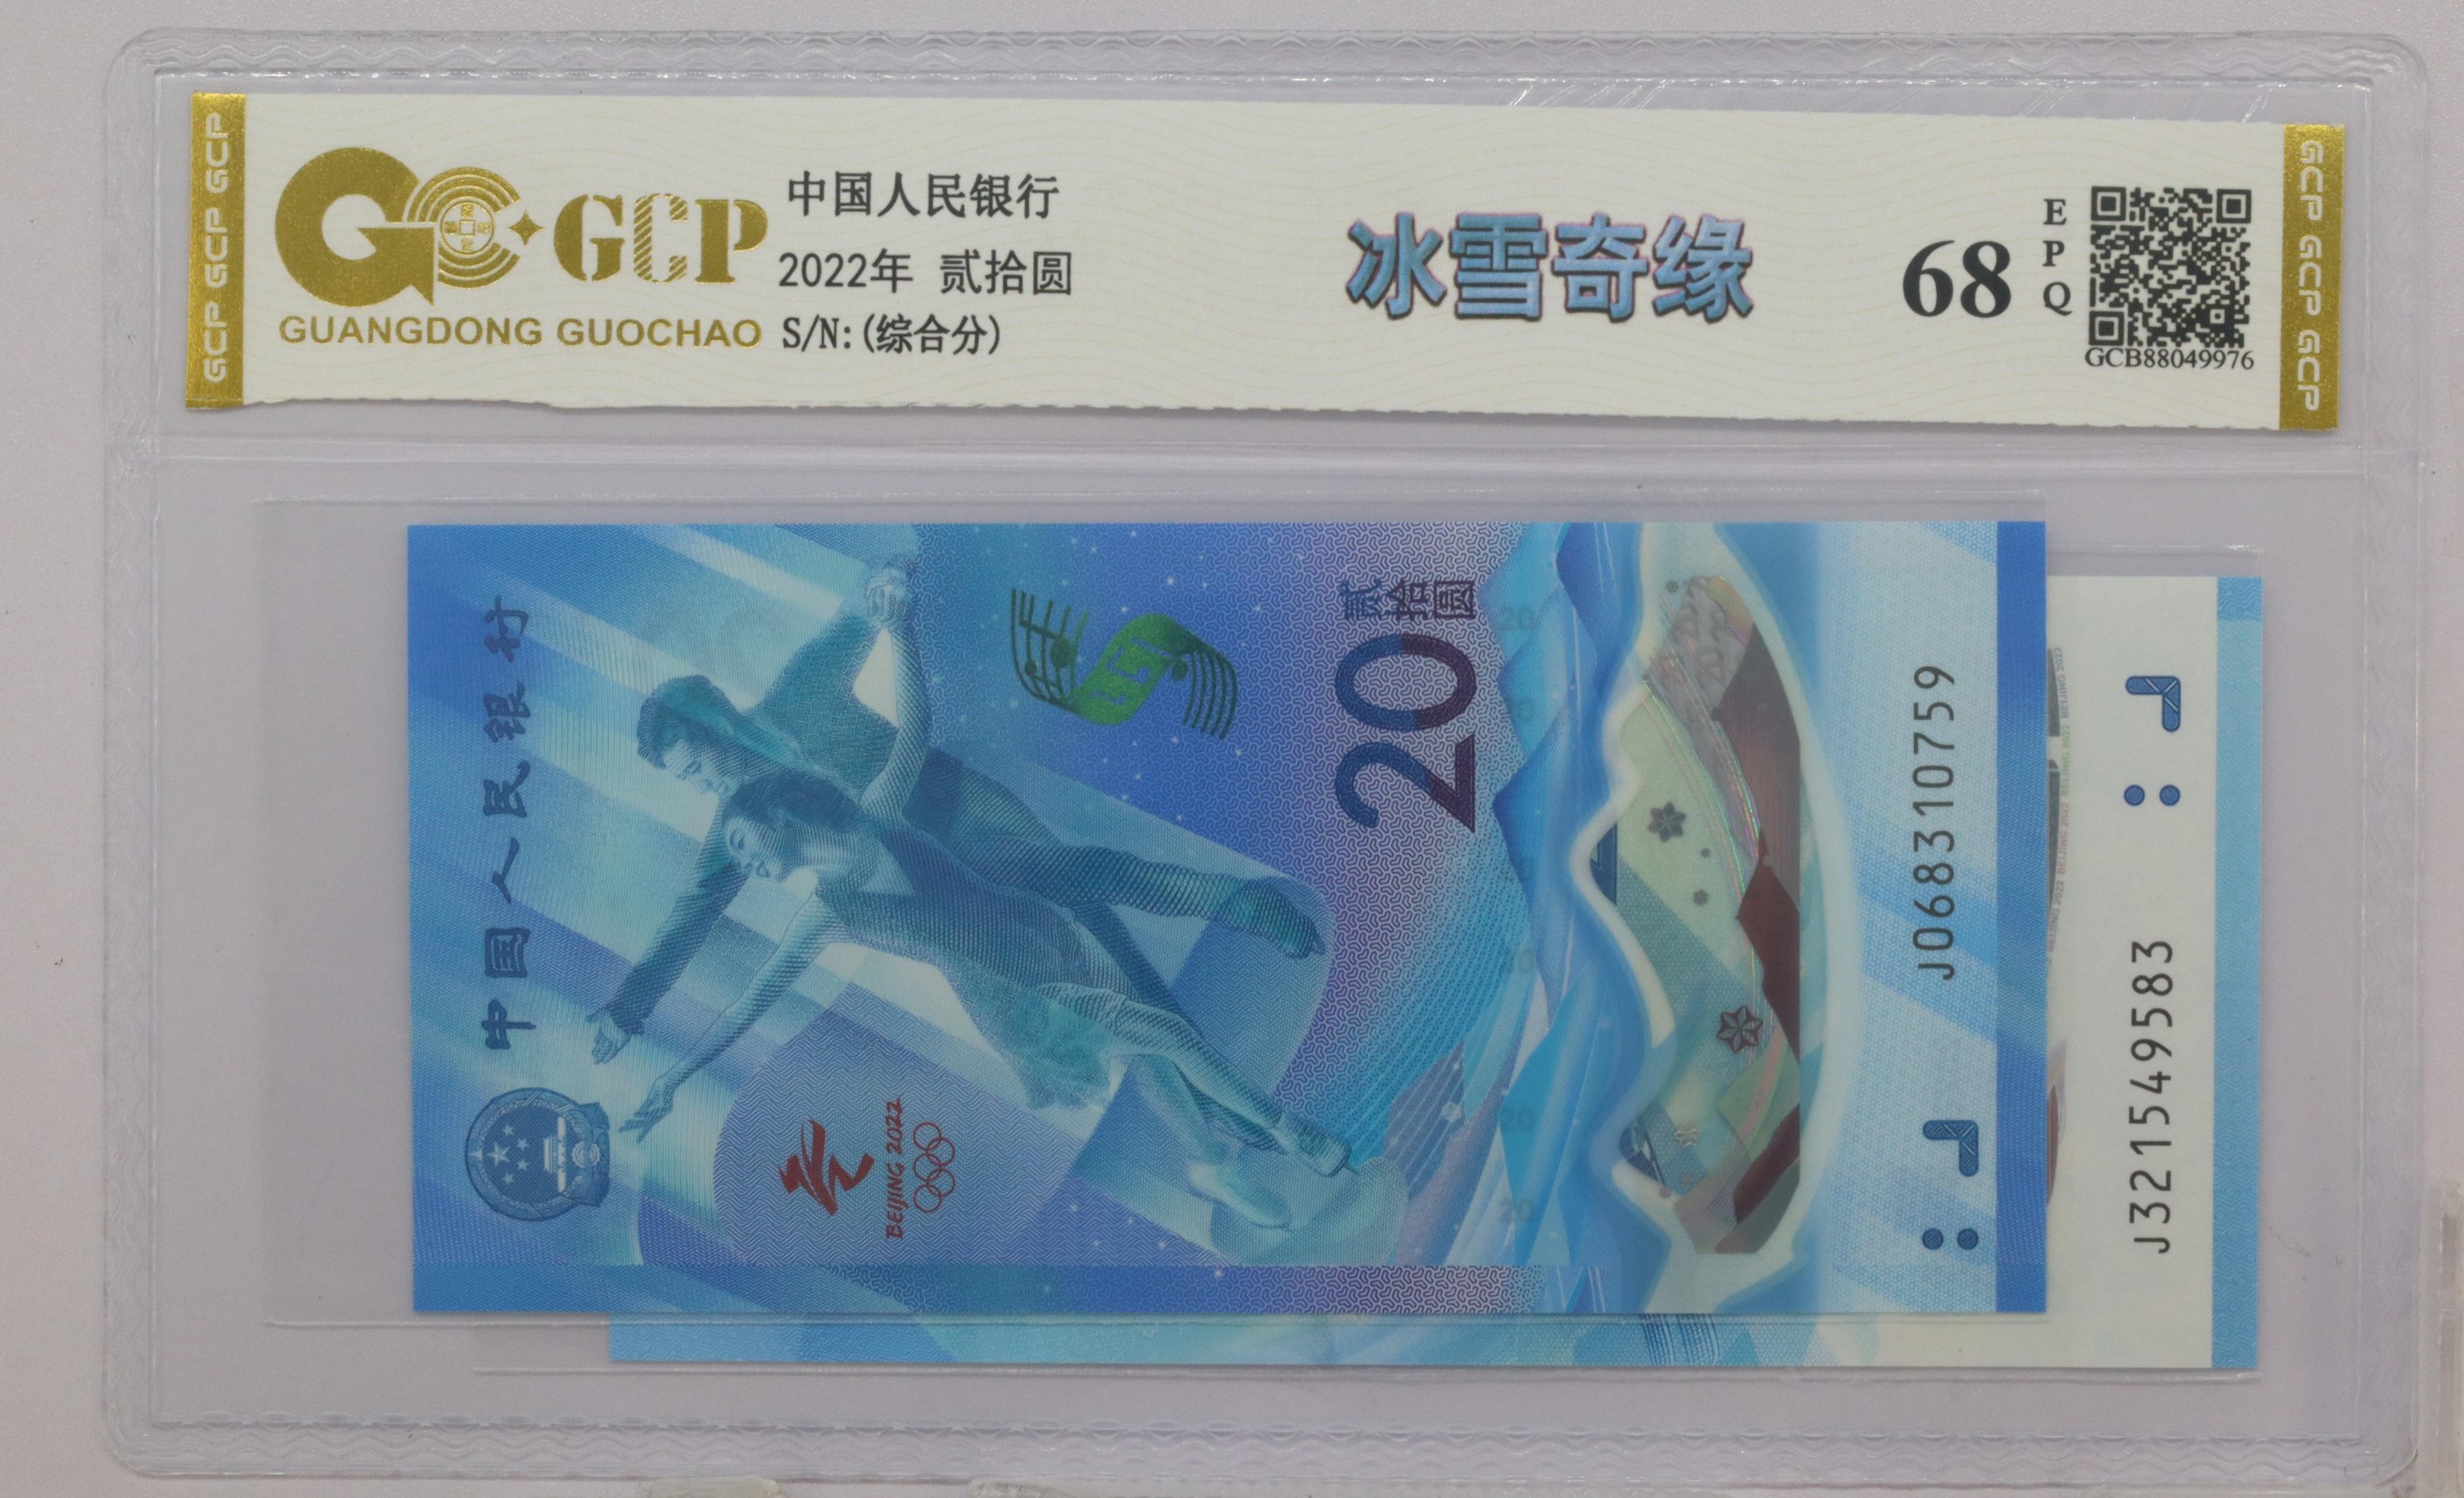 GCP GCP GCP
GCP
GUANGDONG GUOCHAO
中国人民银行
2022年 贰拾圆
S/N: (综合分)
冰雪奇缘
68
EPQ
GCB88049976
GCP GCP GCP
中国人民银行
BEIJING 2022
贰拾圆
20
J068310759
J321549583